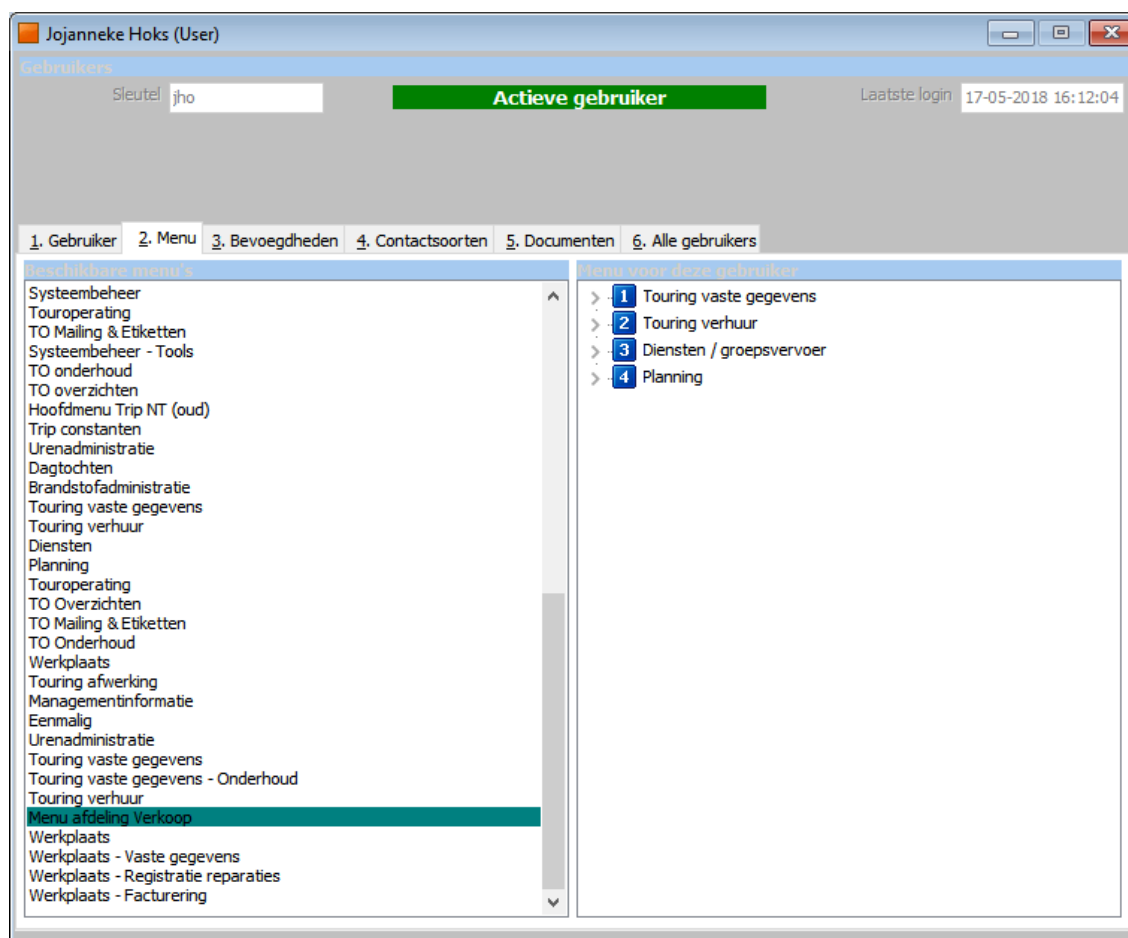 Jojanneke Hoks (User)
Gebruikers
Sleutel jho Actieve gebruiker Laatste login 17-05-2018 16:12:04
1. Gebruiker 2. Menu 3. Bevoegdheden 4. Contactsoorten 5. Documenten 6. Alle gebruikers
Beschikbare menu's
Systeembeheer
Touroperating
TO Mailing & Etiketten
Systeembeheer - Tools
TO onderhoud
TO overzichten
Hoofdmenu Trip NT (oud)
Trip constanten
Urenadministratie
Dagtochten
Brandstofadministratie
Touring vaste gegevens
Touring verhuur
Diensten
Planning
Touroperating
TO Overzichten
TO Mailing & Etiketten
TO Onderhoud
Werkplaats
Touring afwerking
Managementinformatie
Eenmalig
Urenadministratie
Touring vaste gegevens
Touring vaste gegevens - Onderhoud
Touring verhuur
Menu afdeling Verkoop
Werkplaats
Werkplaats - Vaste gegevens
Werkplaats - Registratie reparaties
Werkplaats - Facturering
Menu voor deze gebruiker
1 Touring vaste gegevens
2 Touring verhuur
3 Diensten / groepsvervoer
4 Planning